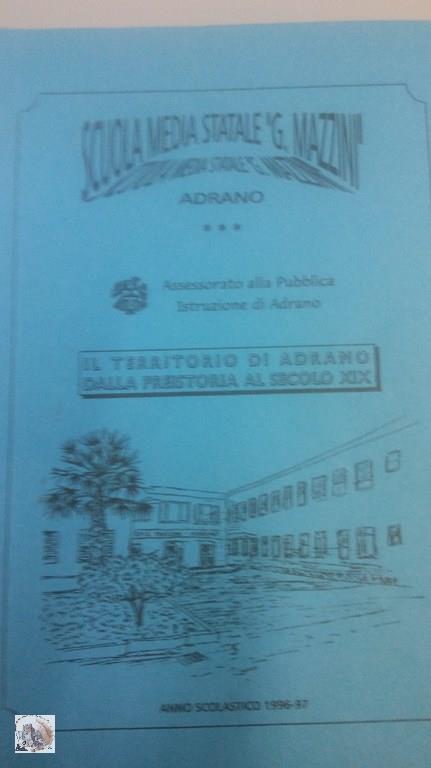 SCUOLA MEDIA STATALE "G. MAZZINI"
ADRANO
* * *
Assessorato alla Pubblica
Istruzione di Adrano
IL TERRITORIO DI ADRANO
DALLA PREISTORIA AL SECOLO XIX
ANNO SCOLASTICO 1996-97